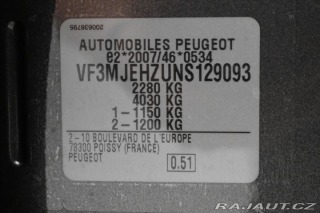 200638795
AUTOMOBILES PEUGEOT
e2*2007/46*0534
VF3MJEHZUNS129093
2280 KG
4030 KG
1-1150 KG
2-1200 KG
2-10 BOULEVARD DE L'EUROPE
78300 POISSY (FRANCE)
PEUGEOT
0.51
RAJAUT.CZ